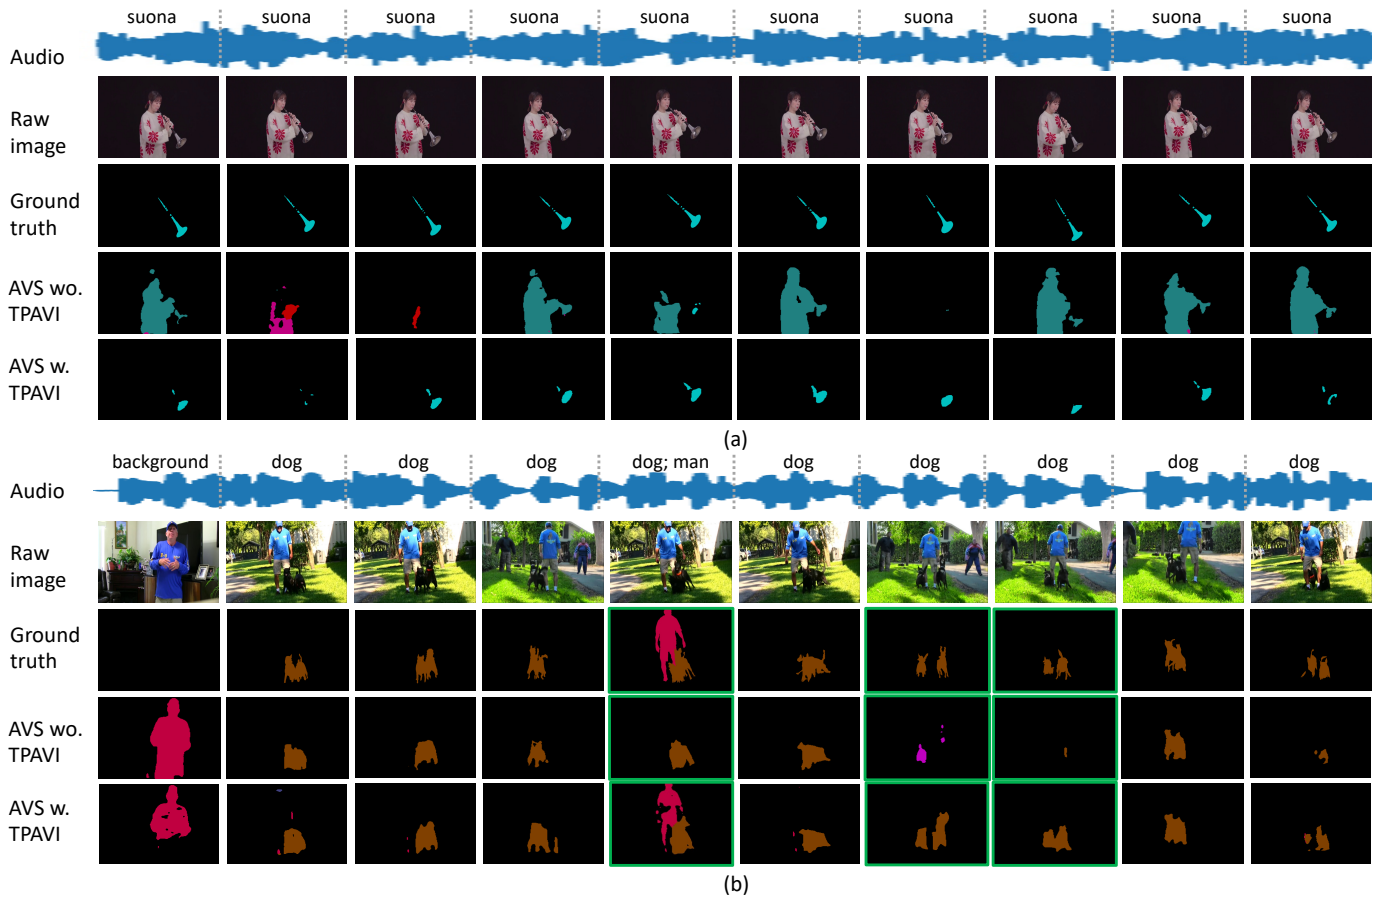 suona suona suona suona suona suona suona suona suona suona
Audio
Raw
image
Ground
truth
AVS wo.
TPAVI
AVS w.
TPAVI
(a)
background dog dog dog dog; man dog dog dog dog dog
Audio
Raw
image
Ground
truth
AVS wo.
TPAVI
AVS w.
TPAVI
(b)